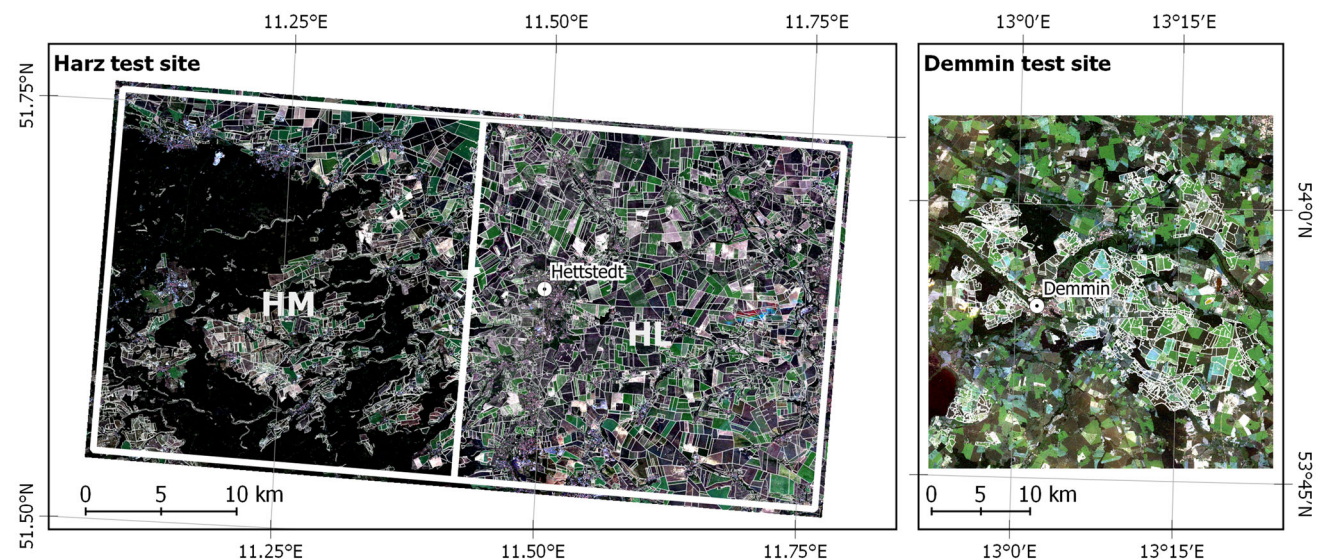 11.25°E 11.50°E 11.75°E 13°0′E 13°15′E
Harz test site
Demmin test site
51.75°N
54°0′N
Hettstedt
Demmin
HM
HL
0 5 10 km
0 5 10 km
51.50°N
53°45′N
11.25°E 11.50°E 11.75°E 13°0′E 13°15′E